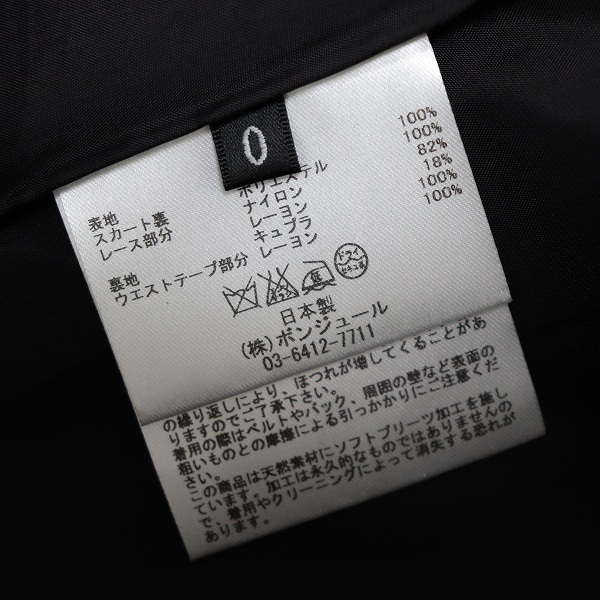 0
表地 100%
スカート裏 ポリエステル 100%
レース部分 ナイロン 82%
レーヨン 18%
裏地 キュプラ 100%
ウエストテープ部分 レーヨン 100%
低 ドライ
セキユ系
日本製
(株)ボンジュール
03-6412-7711
の繰り返しにより、ほつれが増してくることがあ
りますのでご了承下さい。
着用の際はベルトやバック、周囲の壁など表面の
粗いものとの摩擦による引っかかりにご注意くだ
さい。
この商品は天然素材にソフトプリーツ加工を施し
ています。加工は永久的なものではありませんの
で、着用やクリーニングによって消失する恐れが
あります。